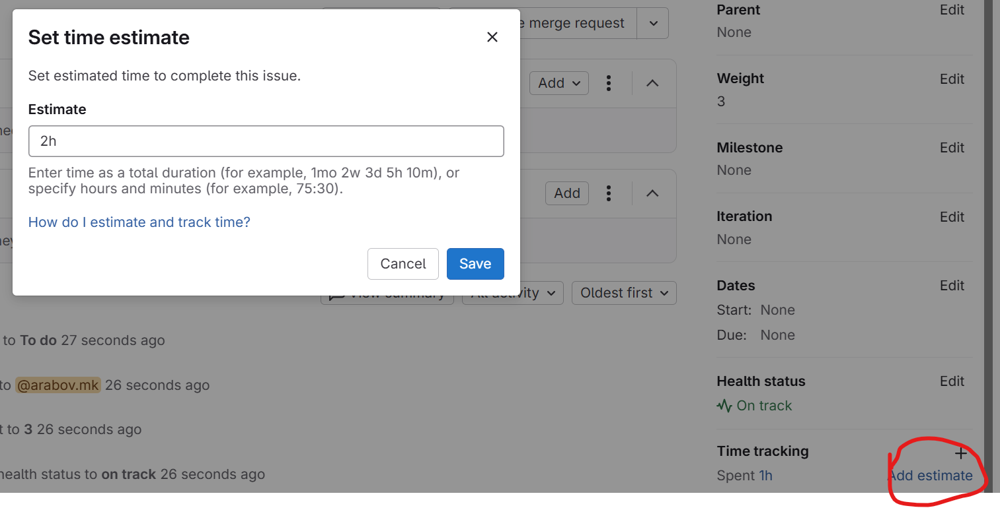 Set time estimate
Set estimated time to complete this issue.
Estimate
2h
Enter time as a total duration (for example, 1mo 2w 3d 5h 10m), or
specify hours and minutes (for example, 75:30).
How do I estimate and track time?
Cancel Save
merge request
Add
Add
View summary All activity Oldest first
to To do 27 seconds ago
to @arabov.mk 26 seconds ago
to 3 26 seconds ago
health status to on track 26 seconds ago
Parent Edit
None
Weight Edit
3
Milestone Edit
None
Iteration Edit
None
Dates Edit
Start: None
Due: None
Health status Edit
On track
Time tracking +
Spent 1h Add estimate